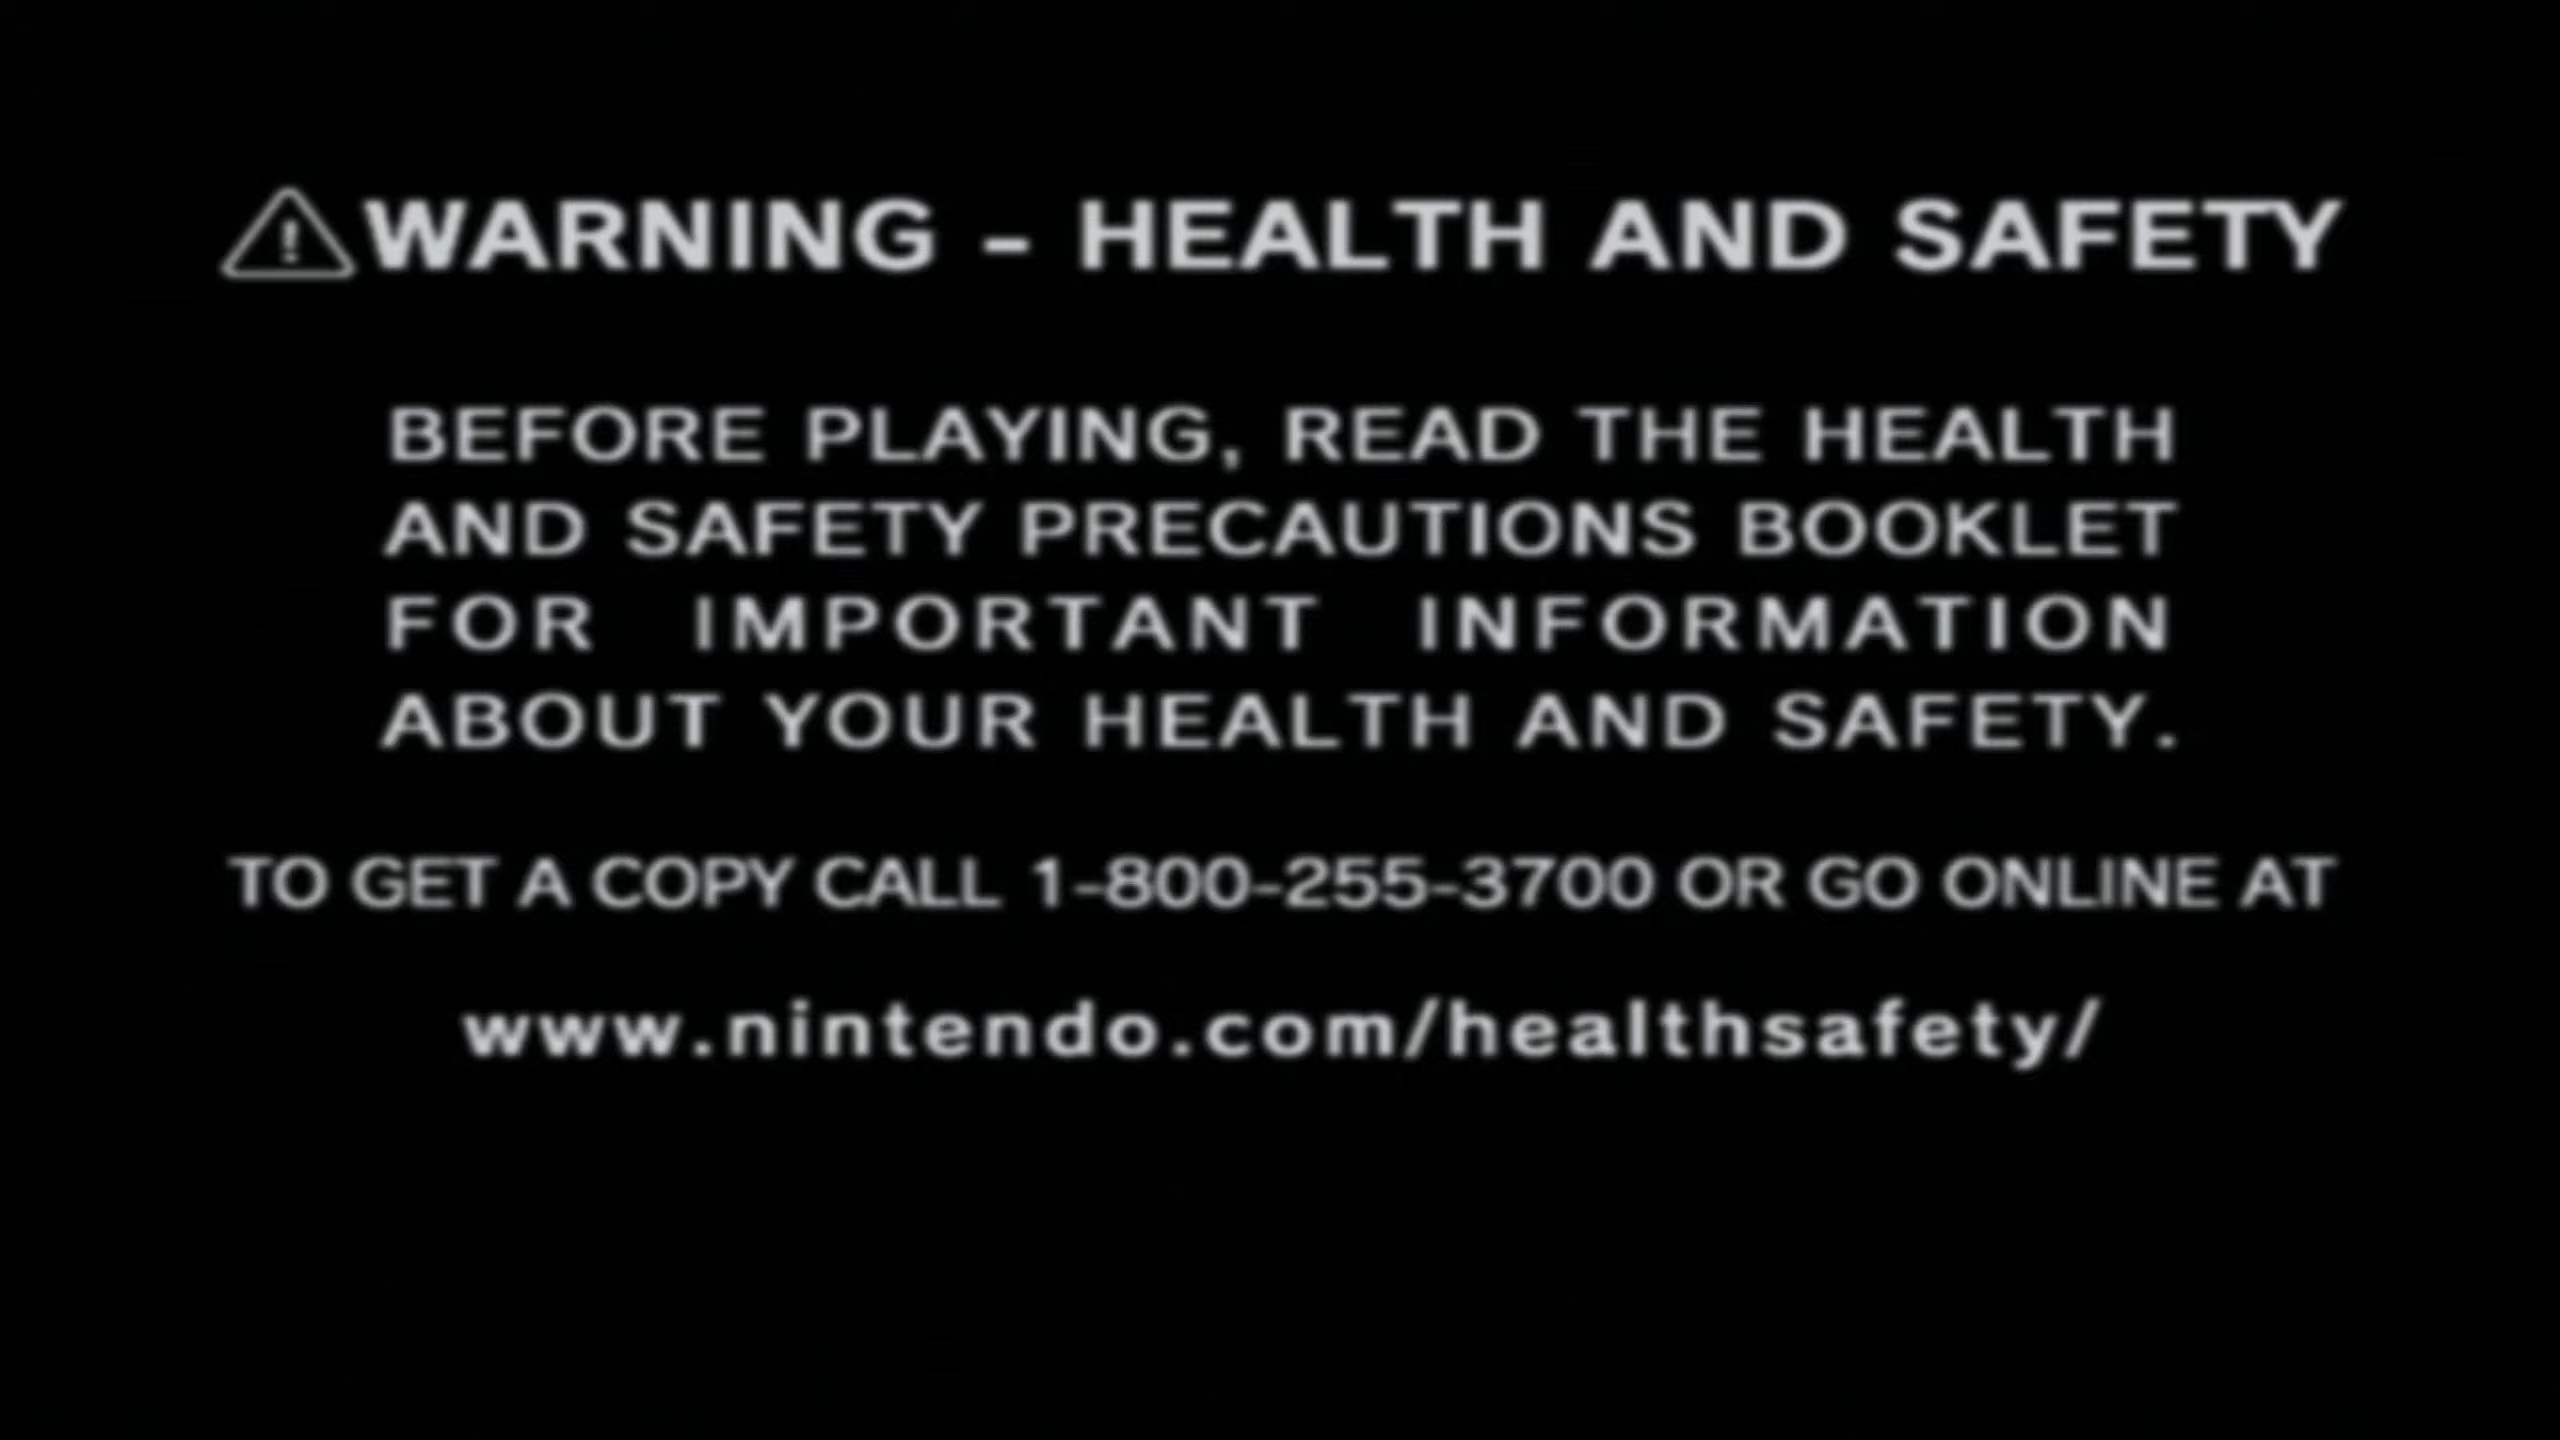 ⚠WARNING - HEALTH AND SAFETY
BEFORE PLAYING, READ THE HEALTH
AND SAFETY PRECAUTIONS BOOKLET
FOR IMPORTANT INFORMATION
ABOUT YOUR HEALTH AND SAFETY.
TO GET A COPY CALL 1-800-255-3700 OR GO ONLINE AT
www.nintendo.com/healthsafety/